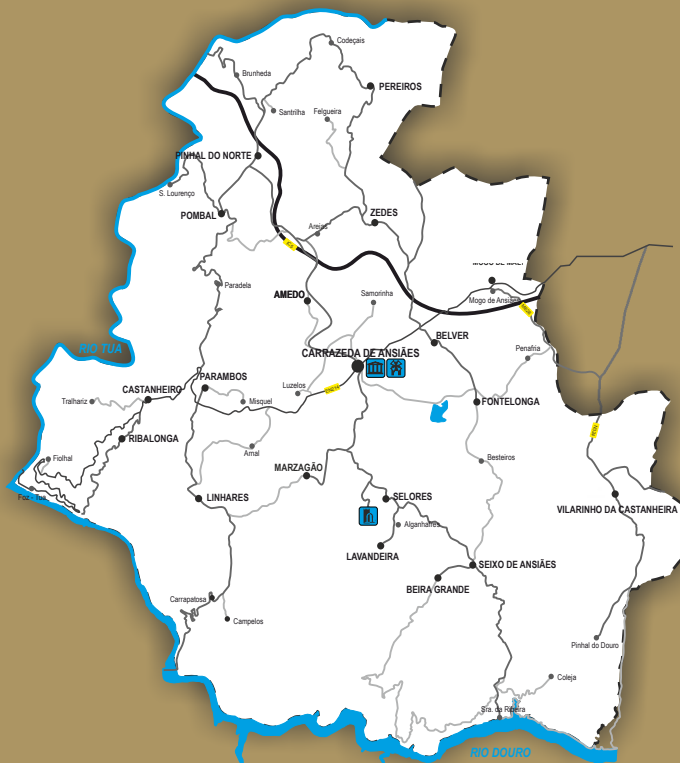 Codeçais
Brunheda
PEREIROS
Santrilha
Felgueira
PINHAL DO NORTE
S. Lourenço
POMBAL
ZEDES
Areias
IC5
Paradela
AMEDO
Samorinha
Mogo de Ansiães
RIO TUA
BELVER
Penafria
CARRAZEDA DE ANSIÃES
PARAMBOS
CASTANHEIRO
Tralhariz
Misquel
Luzelos
FONTELONGA
RIBALONGA
Amal
Fiolhal
Besteiros
MARZAGÃO
Foz - Tua
LINHARES
SELORES
VILARINHO DA CASTANHEIRA
Alganhafres
LAVANDEIRA
SEIXO DE ANSIÃES
BEIRA GRANDE
Carrapatosa
Campelos
Pinhal do Douro
Coleja
Sra. da Ribeira
RIO DOURO